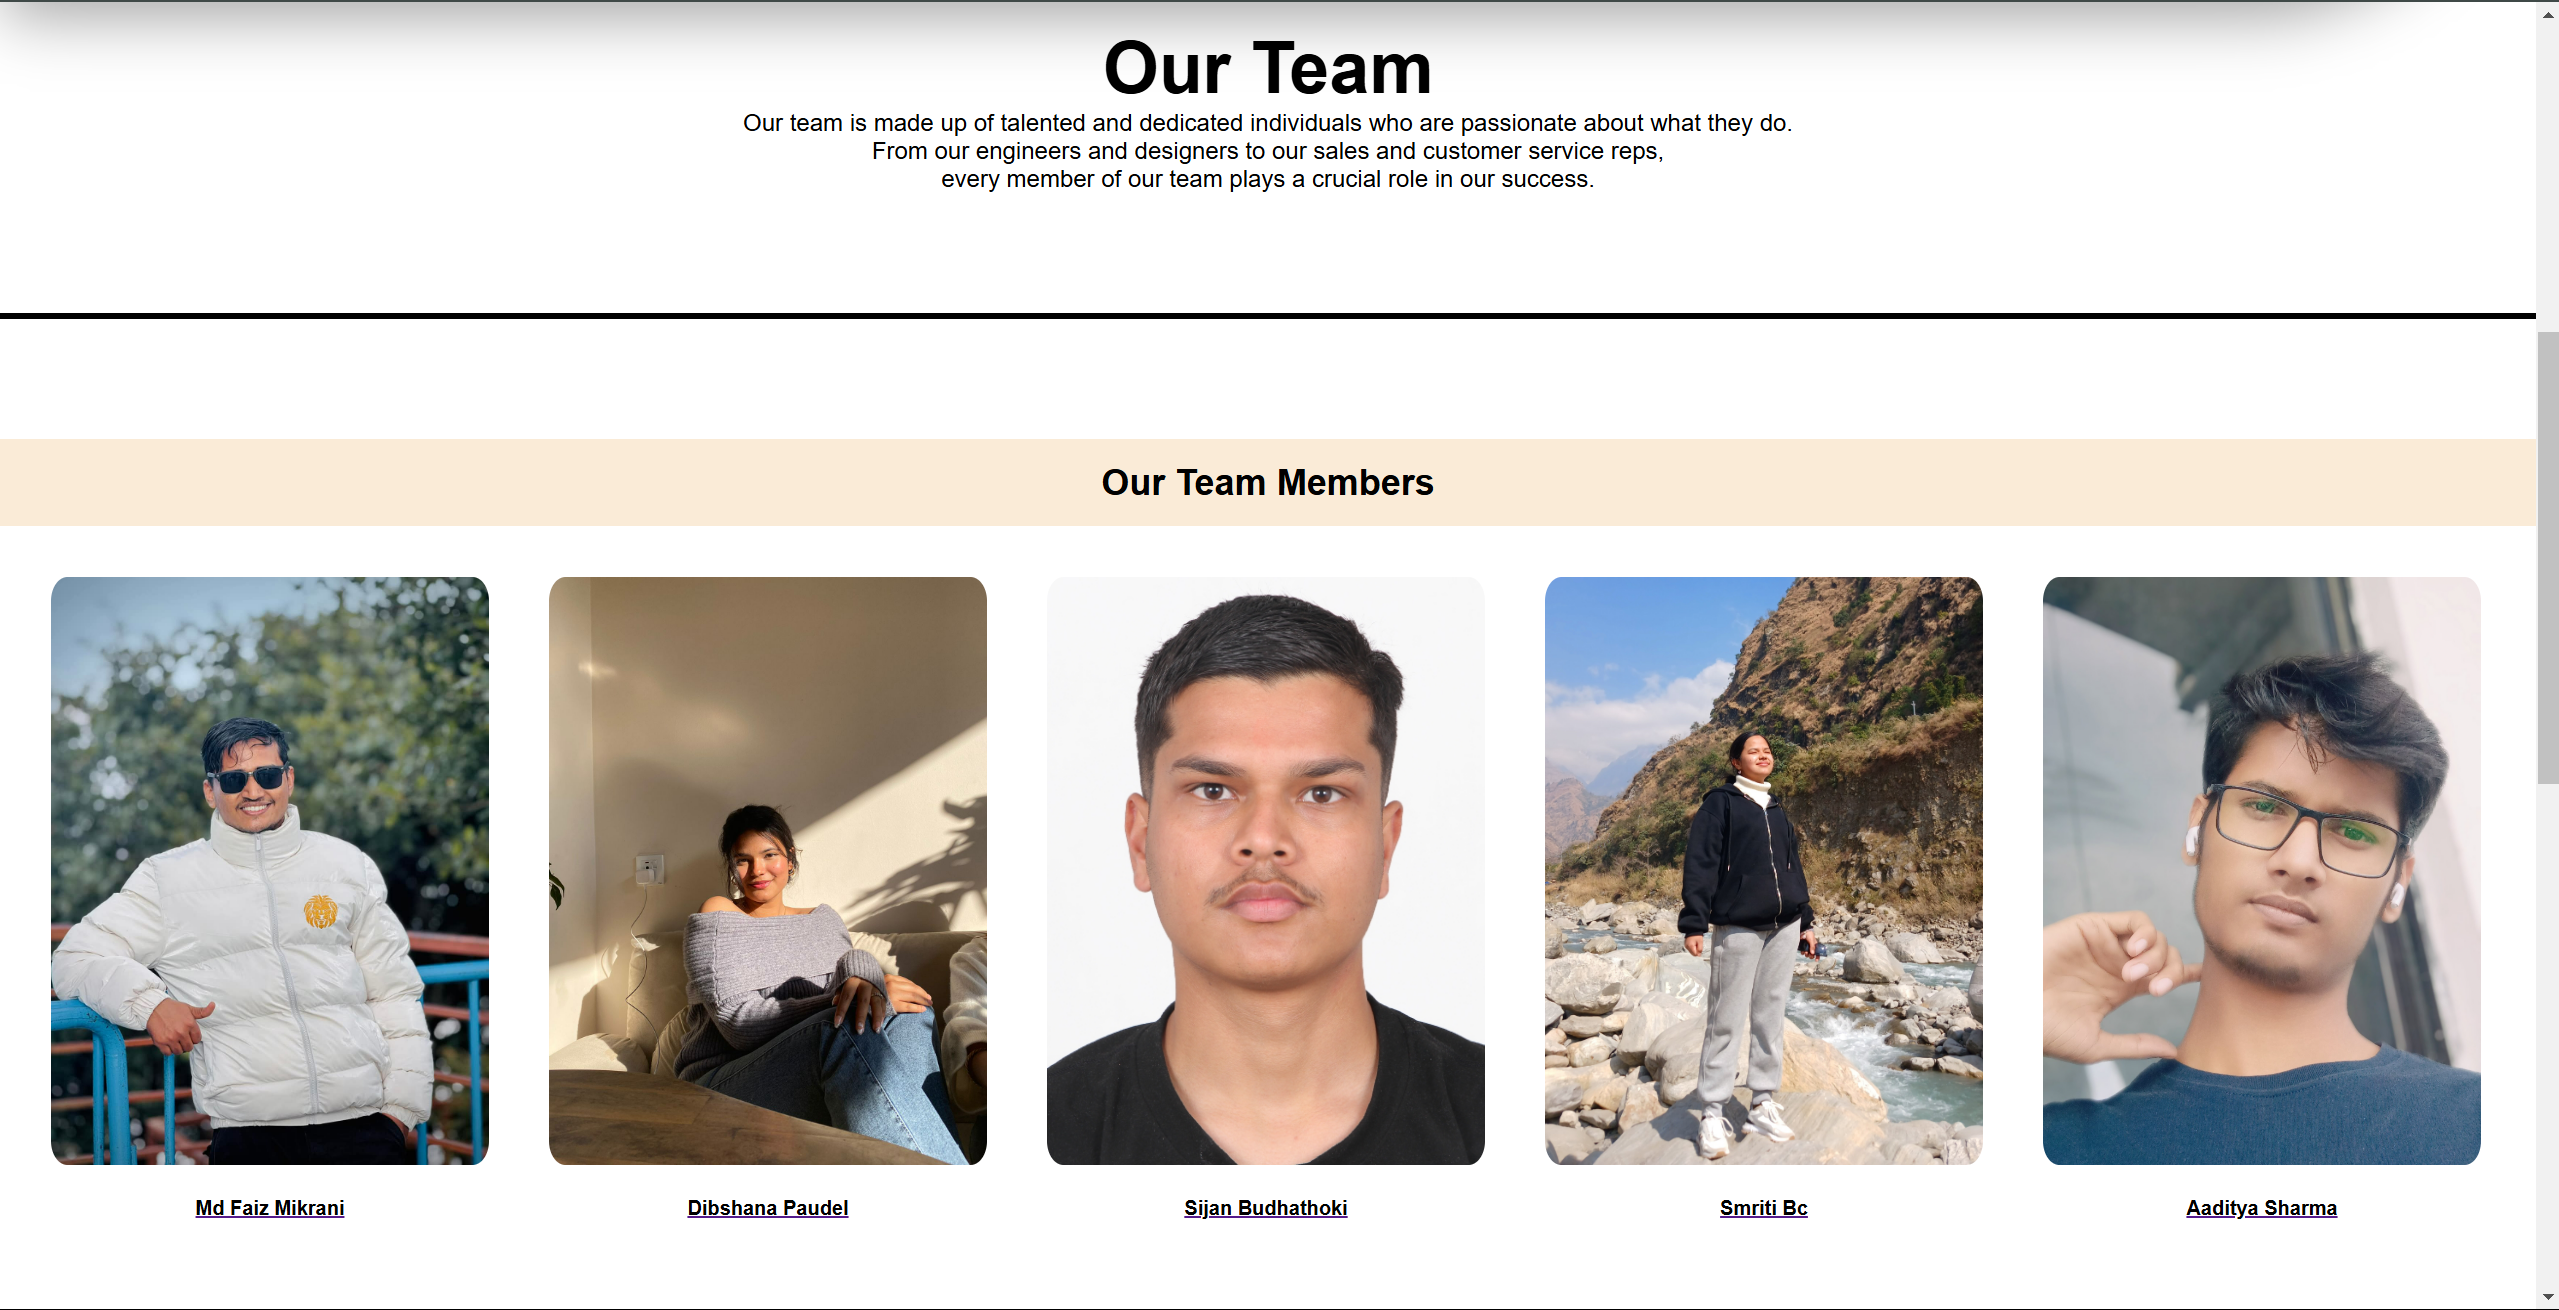 Our Team
Our team is made up of talented and dedicated individuals who are passionate about what they do.
From our engineers and designers to our sales and customer service reps,
every member of our team plays a crucial role in our success.
Our Team Members
Md Faiz Mikrani
Dibshana Paudel
Sijan Budhathoki
Smriti Bc
Aaditya Sharma